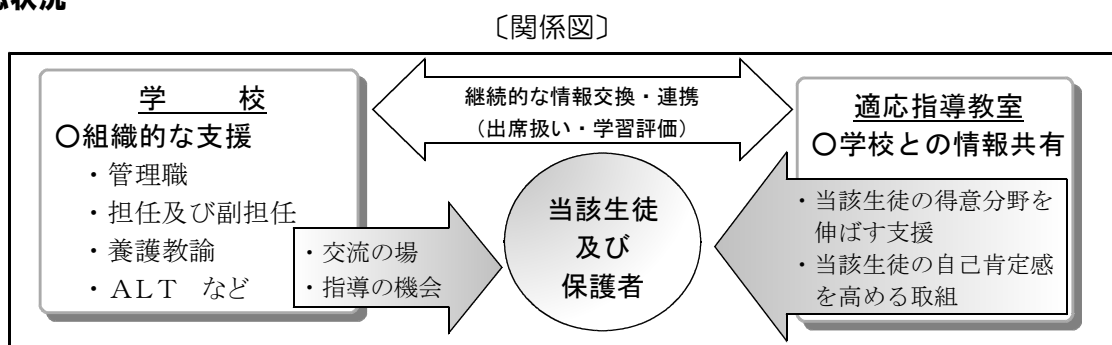 状況
〔関係図〕
学　　校
〇組織的な支援
・管理職
・担任及び副担任
・養護教諭
・ＡＬＴ　など
・交流の場
・指導の機会
継続的な情報交換・連携
（出席扱い・学習評価）
当該生徒
及び
保護者
適応指導教室
〇学校との情報共有
・当該生徒の得意分野を
伸ばす支援
・当該生徒の自己肯定感
を高める取組